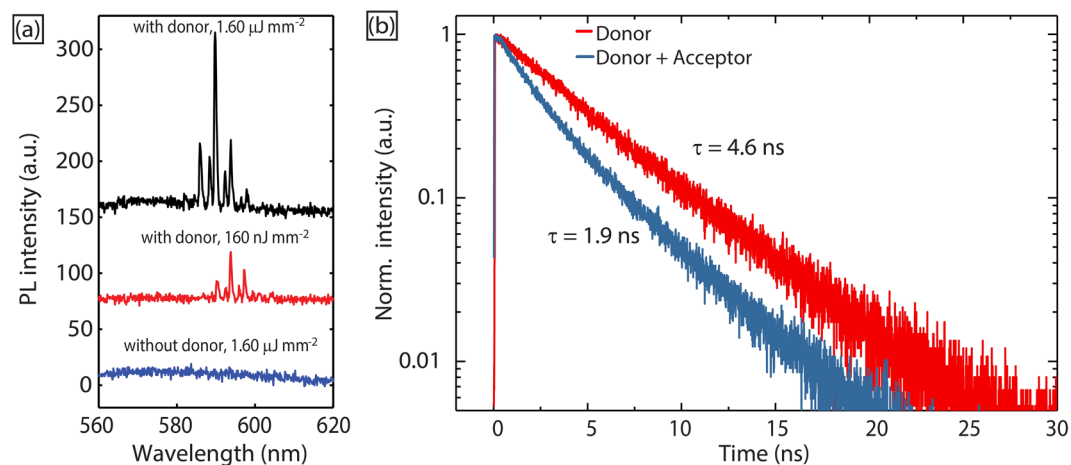 (a)
with donor, 1.60 μJ mm-2
with donor, 160 nJ mm-2
without donor, 1.60 μJ mm-2
PL intensity (a.u.)
300
250
200
150
100
50
0
560
580
600
620
Wavelength (nm)
(b)
Donor
Donor + Acceptor
τ = 4.6 ns
τ = 1.9 ns
Norm. intensity (a.u.)
1
0.1
0.01
0
5
10
15
20
25
30
Time (ns)